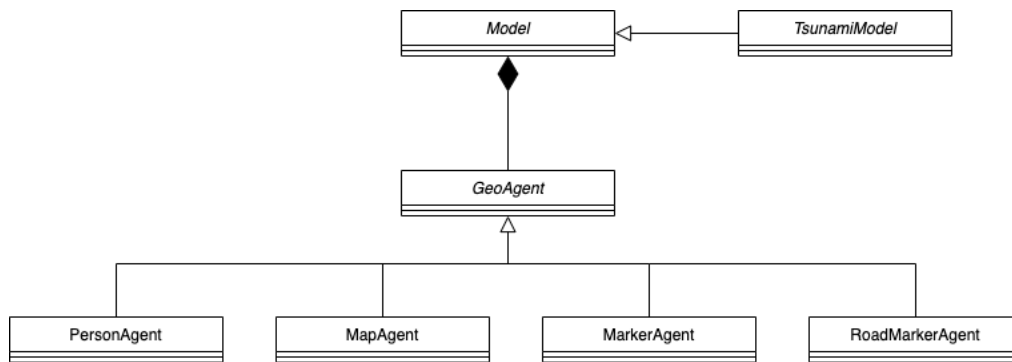 Model
TsunamiModel
GeoAgent
PersonAgent
MapAgent
MarkerAgent
RoadMarkerAgent